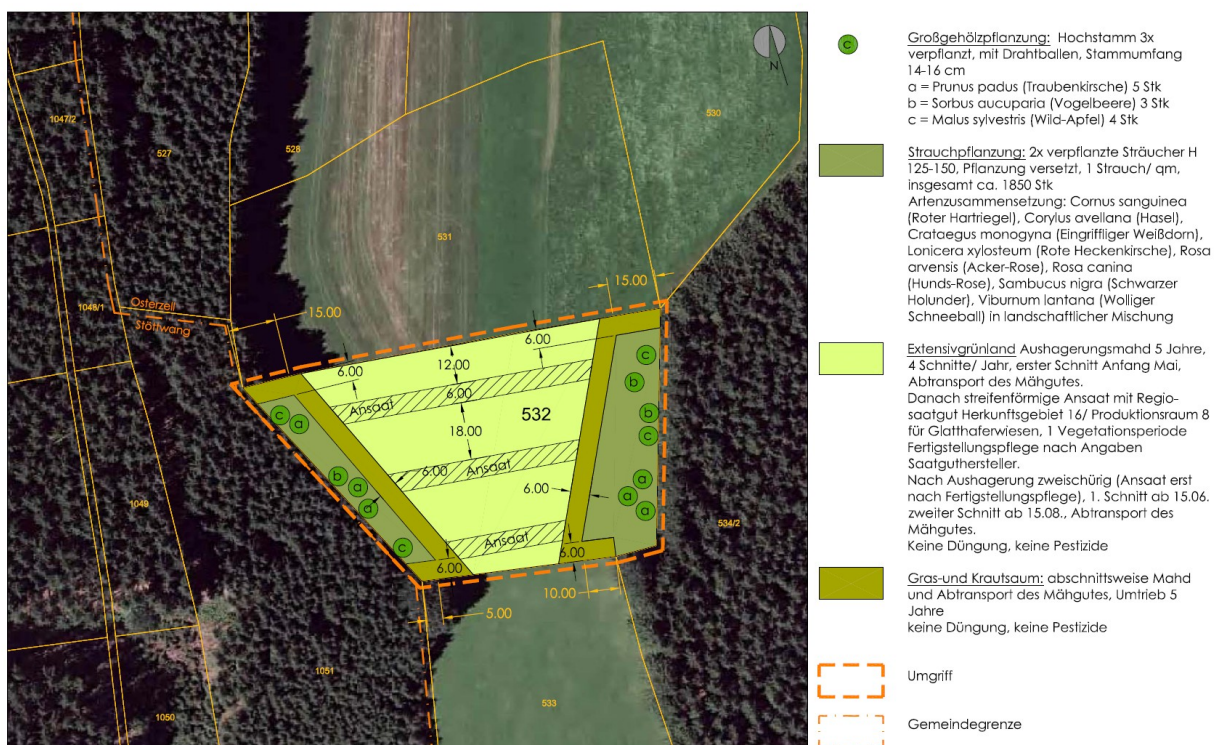 1047/2
527
528
530
531
N
1048/1
Osterzell
Stöttwang
15.00
15.00
6.00
12.00
6.00
6.00
Ansaat
532
18.00
c
a
b
a
a
c
c
b
b
c
a
a
a
6.00
Ansaat
6.00
Ansaat
6.00
6.00
10.00
5.00
1049
534/2
1051
1050
533
c
Großgehölzpflanzung: Hochstamm 3x
verpflanzt, mit Drahtballen, Stammumfang
14-16 cm
a = Prunus padus (Traubenkirsche) 5 Stk
b = Sorbus aucuparia (Vogelbeere) 3 Stk
c = Malus sylvestris (Wild-Apfel) 4 Stk
Strauchpflanzung: 2x verpflanzte Sträucher H
125-150, Pflanzung versetzt, 1 Strauch/ qm,
insgesamt ca. 1850 Stk
Artenzusammensetzung: Cornus sanguinea
(Roter Hartriegel), Corylus avellana (Hasel),
Crataegus monogyna (Eingriffliger Weißdorn),
Lonicera xylosteum (Rote Heckenkirsche), Rosa
arvensis (Acker-Rose), Rosa canina
(Hunds-Rose), Sambucus nigra (Schwarzer
Holunder), Viburnum lantana (Wolliger
Schneeball) in landschaftlicher Mischung
Extensivgrünland Aushagerungsmahd 5 Jahre,
4 Schnitte/ Jahr, erster Schnitt Anfang Mai,
Abtransport des Mähgutes.
Danach streifenförmige Ansaat mit Regio-
saatgut Herkunftsgebiet 16/ Produktionsraum 8
für Glatthaferwiesen, 1 Vegetationsperiode
Fertigstellungspflege nach Angaben
Saatguthersteller.
Nach Aushagerung zweischürig (Ansaat erst
nach Fertigstellungspflege), 1. Schnitt ab 15.06.
zweiter Schnitt ab 15.08., Abtransport des
Mähgutes.
Keine Düngung, keine Pestizide
Gras-und Krautsaum: abschnittsweise Mahd
und Abtransport des Mähgutes, Umtrieb 5
Jahre
keine Düngung, keine Pestizide
Umgriff
Gemeindegrenze